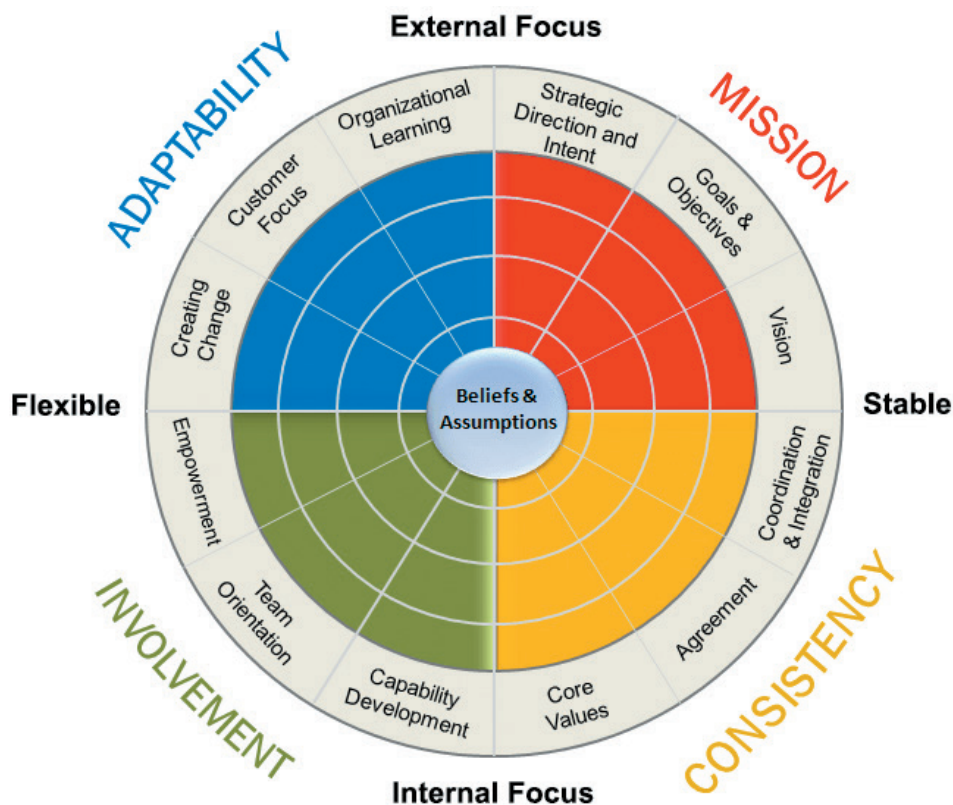 External Focus
ADAPTABILITY
MISSION
Organizational
Learning
Strategic
Direction and
Intent
Customer
Focus
Goals &
Objectives
Creating
Change
Vision
Flexible
Beliefs &
Assumptions
Stable
Empowerment
Coordination
& Integration
Team
Orientation
Agreement
Capability
Development
Core
Values
INVOLVEMENT
CONSISTENCY
Internal Focus